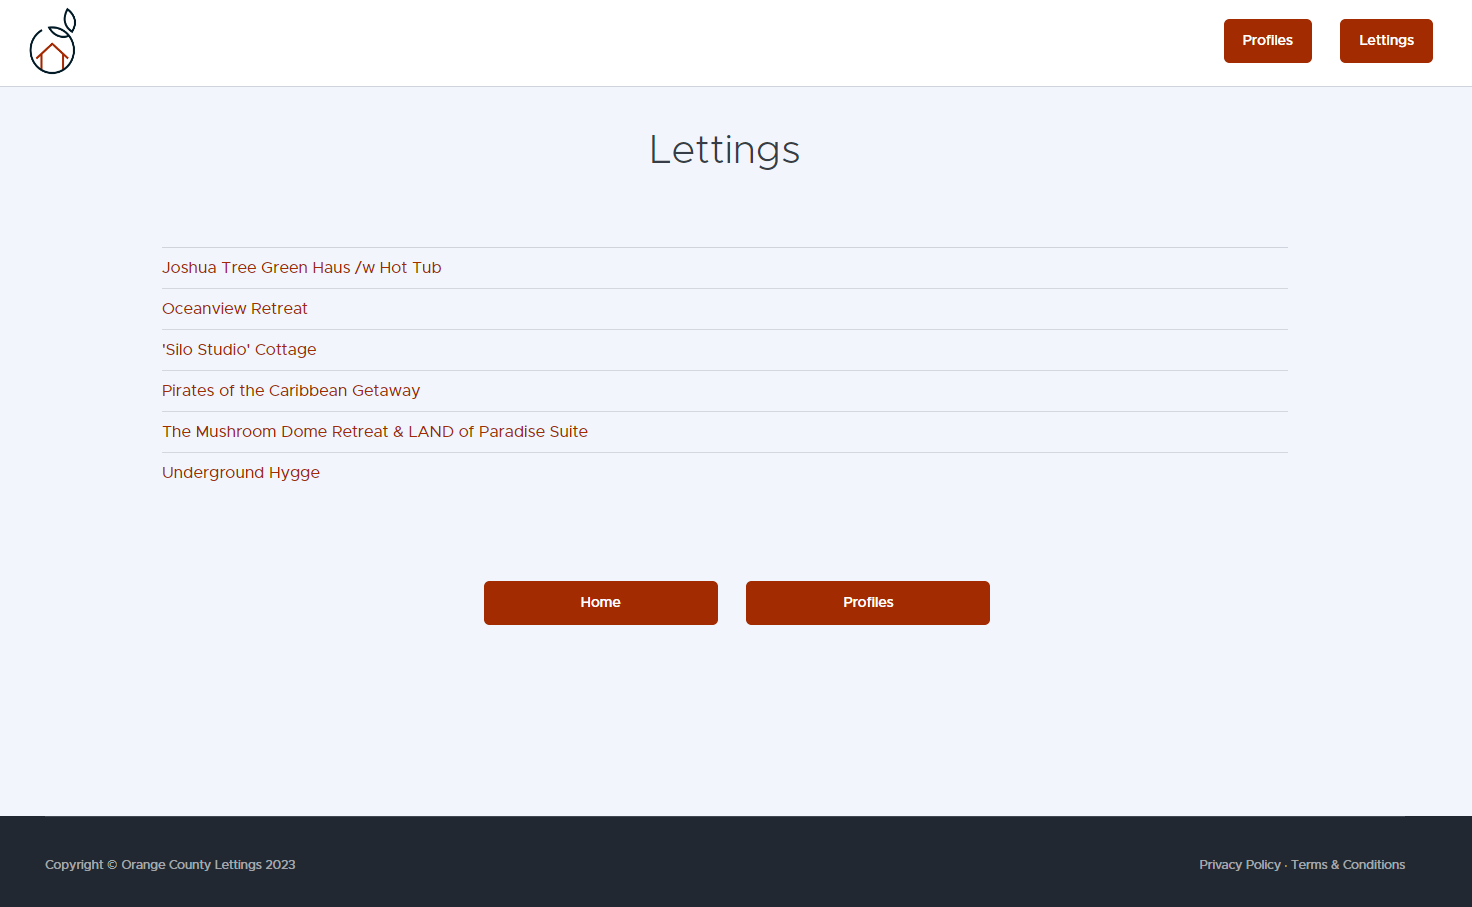 Profiles
Lettings
Lettings
Joshua Tree Green Haus /w Hot Tub
Oceanview Retreat
'Silo Studio' Cottage
Pirates of the Caribbean Getaway
The Mushroom Dome Retreat & LAND of Paradise Suite
Underground Hygge
Home
Profiles
Copyright © Orange County Lettings 2023
Privacy Policy · Terms & Conditions